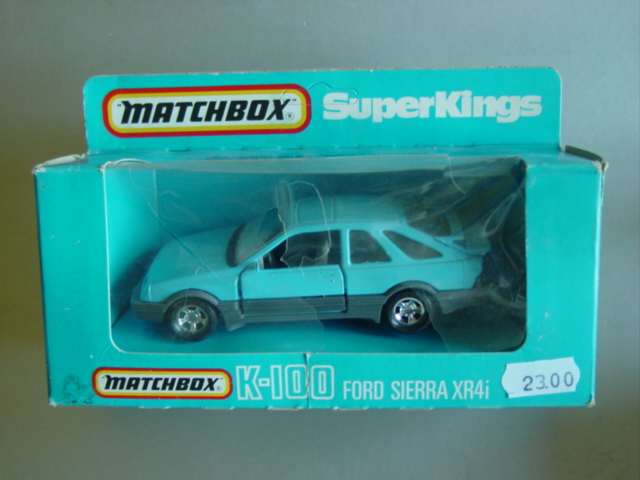 "MATCHBOX"® SuperKings
MATCHBOX K-100 FORD SIERRA XR4i 23.00